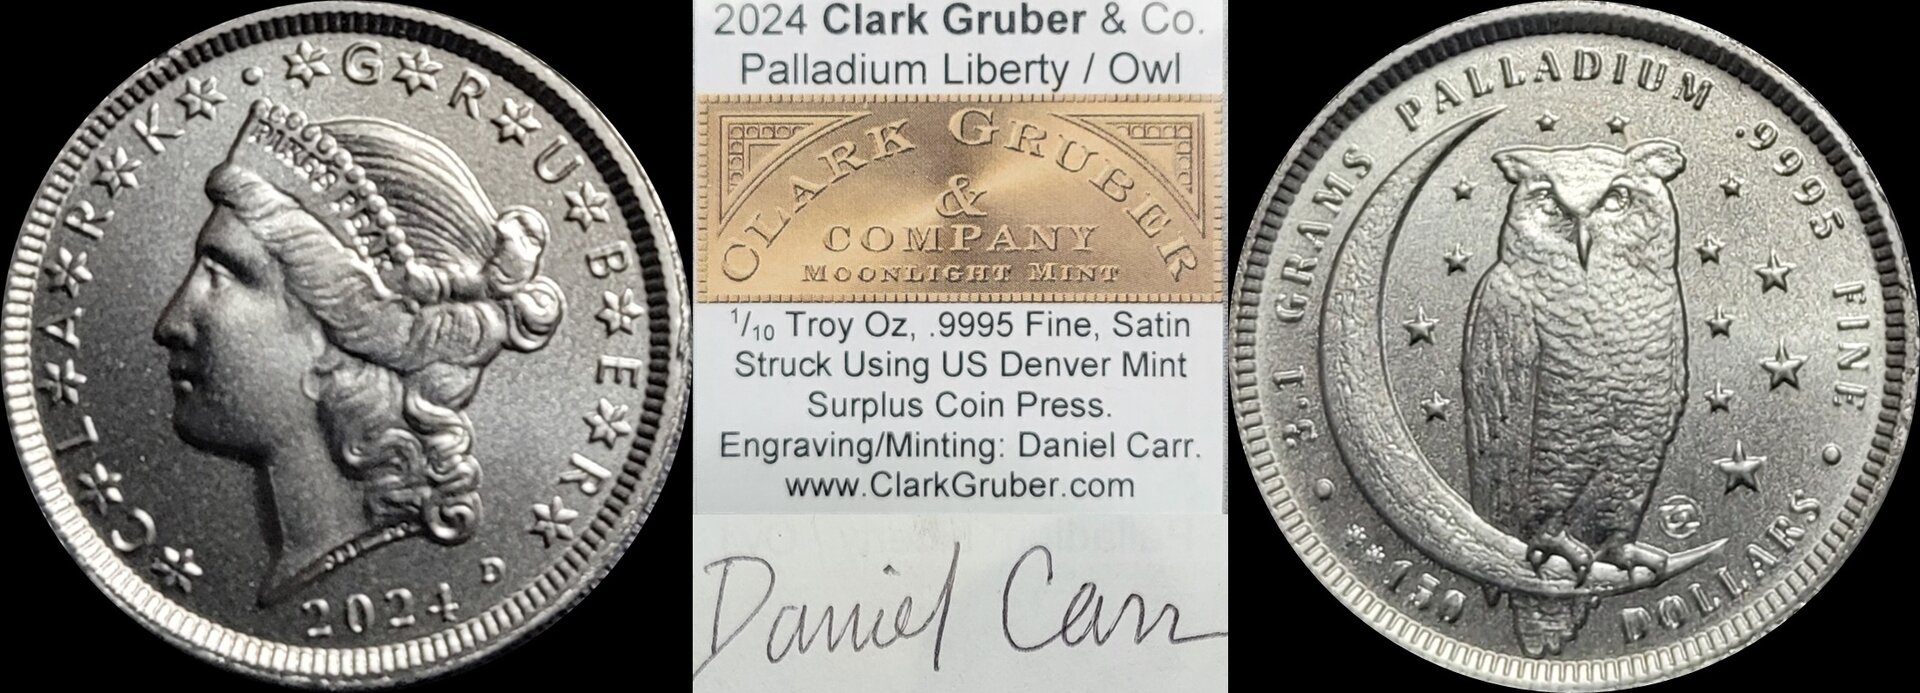 C★L★A★R★K★ • ★G★R★U★B★E★R★
PIKES PEAK
2024 D
2024 Clark Gruber & Co.
Palladium Liberty / Owl
CLARK GRUBER
&
COMPANY
MOONLIGHT MINT
1/10 Troy Oz, .9995 Fine, Satin
Struck Using US Denver Mint
Surplus Coin Press.
Engraving/Minting: Daniel Carr.
www.ClarkGruber.com
Daniel Carr
• 3.1 GRAMS PALLADIUM .9995 FINE •
**150 DOLLARS